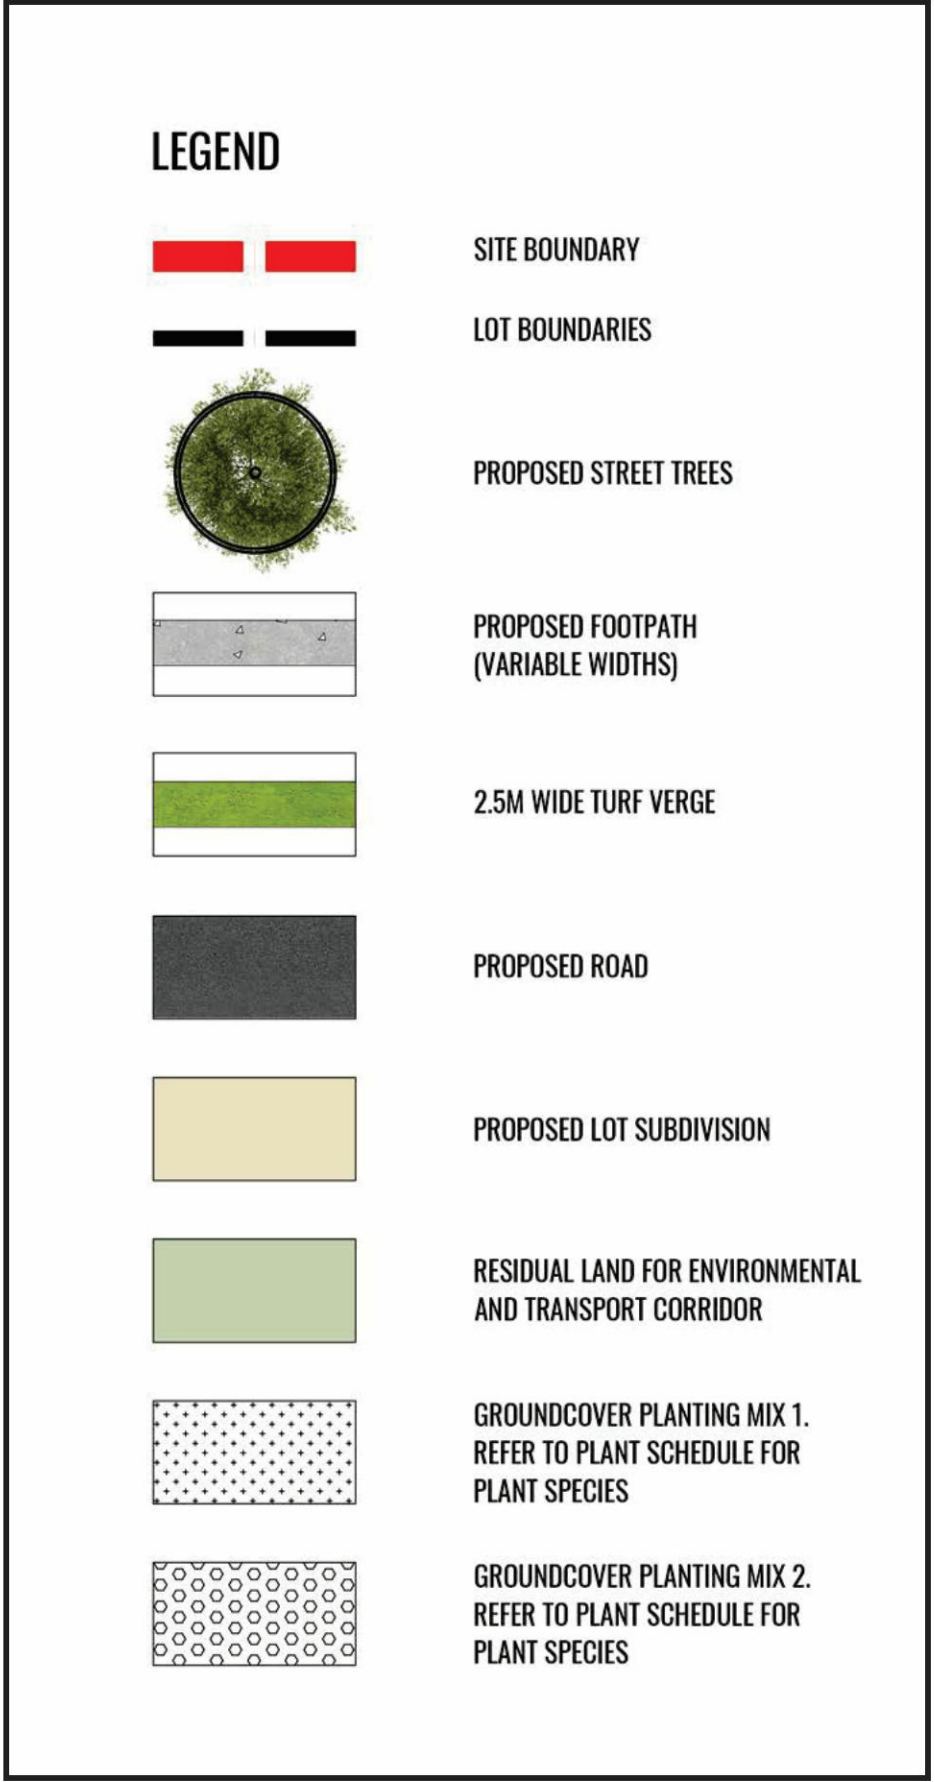 LEGEND
SITE BOUNDARY
LOT BOUNDARIES
PROPOSED STREET TREES
PROPOSED FOOTPATH
(VARIABLE WIDTHS)
2.5M WIDE TURF VERGE
PROPOSED ROAD
PROPOSED LOT SUBDIVISION
RESIDUAL LAND FOR ENVIRONMENTAL
AND TRANSPORT CORRIDOR
GROUNDCOVER PLANTING MIX 1.
REFER TO PLANT SCHEDULE FOR
PLANT SPECIES
GROUNDCOVER PLANTING MIX 2.
REFER TO PLANT SCHEDULE FOR
PLANT SPECIES